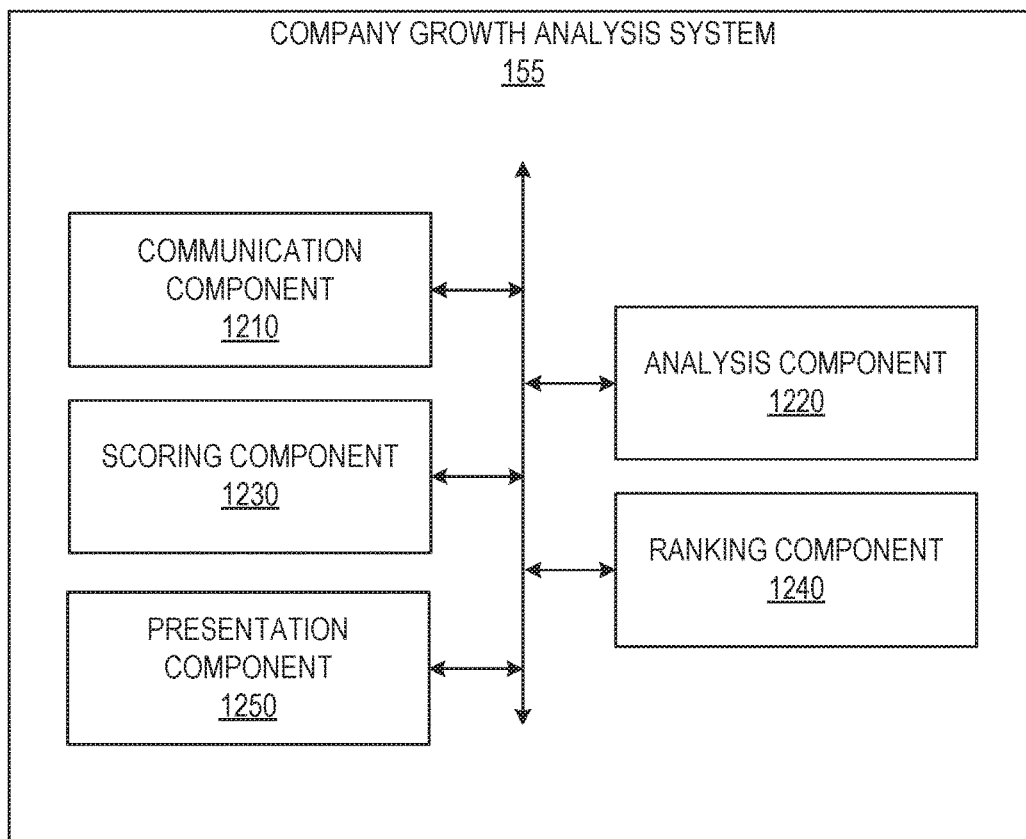 COMPANY GROWTH ANALYSIS SYSTEM
155
COMMUNICATION
COMPONENT
1210
ANALYSIS COMPONENT
1220
SCORING COMPONENT
1230
RANKING COMPONENT
1240
PRESENTATION
COMPONENT
1250